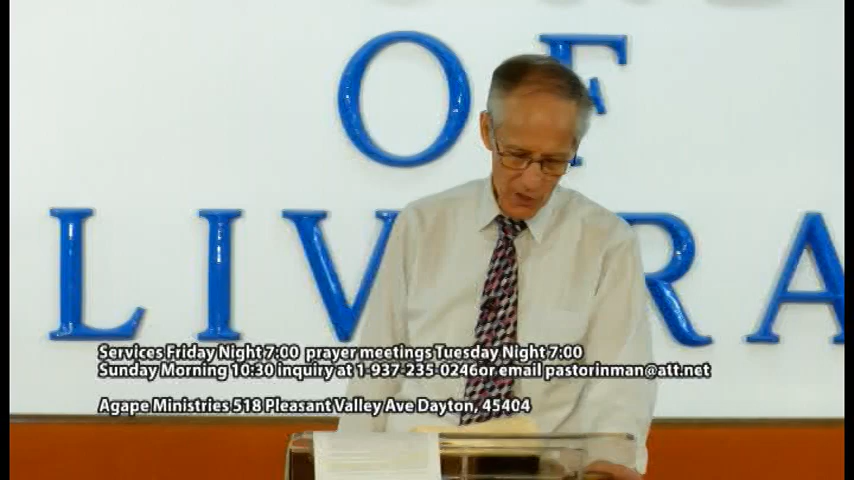 OF
LIV RA
Services Friday Night 7:00 prayer meetings Tuesday Night 7:00
Sunday Morning 10:30 inquiry at 1-937-235-0246or email pastorinman@att.net
Agape Ministries 518 Pleasant Valley Ave Dayton, 45404